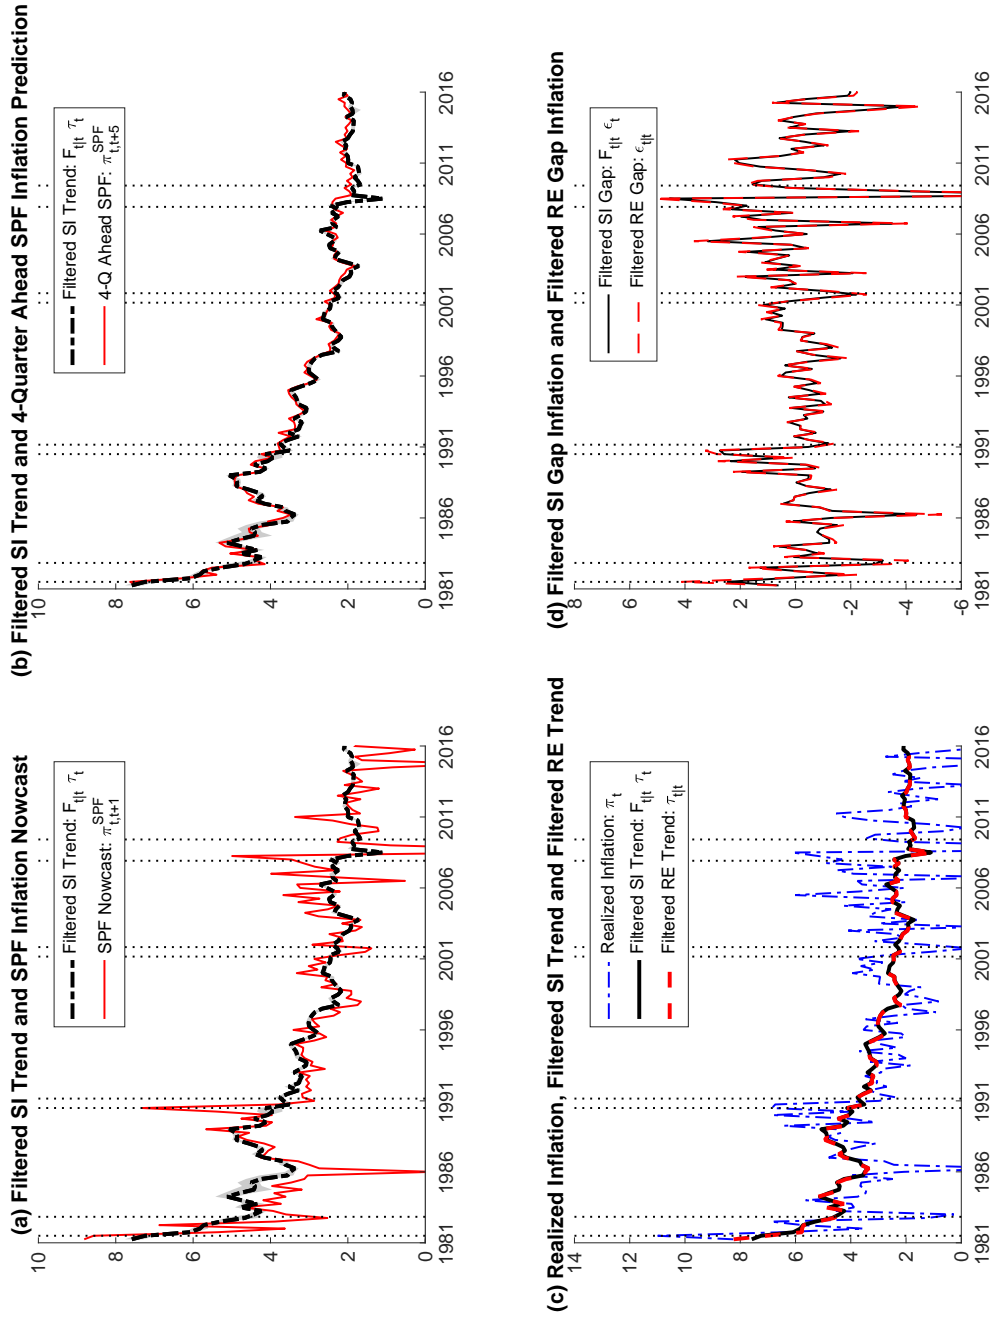 (a) Filtered SI Trend and SPF Inflation Nowcast
10
8
6
4
2
0
1981 1986 1991 1996 2001 2006 2011 2016
Filtered SI Trend: F_{t|t} τ_t
SPF Nowcast: π^{SPF}_{t,t+1}
(b) Filtered SI Trend and 4-Quarter Ahead SPF Inflation Prediction
10
8
6
4
2
0
1981 1986 1991 1996 2001 2006 2011 2016
Filtered SI Trend: F_{t|t} τ_t
4-Q Ahead SPF: π^{SPF}_{t,t+5}
(c) Realized Inflation, Filtereed SI Trend and Filtered RE Trend
14
12
10
8
6
4
2
0
1981 1986 1991 1996 2001 2006 2011 2016
Realized Inflation: π_t
Filtered SI Trend: F_{t|t} τ_t
Filtered RE Trend: τ_{t|t}
(d) Filtered SI Gap Inflation and Filtered RE Gap Inflation
8
6
4
2
0
-2
-4
-6
1981 1986 1991 1996 2001 2006 2011 2016
Filtered SI Gap: F_{t|t} ϵ_t
Filtered RE Gap: ϵ_{t|t}